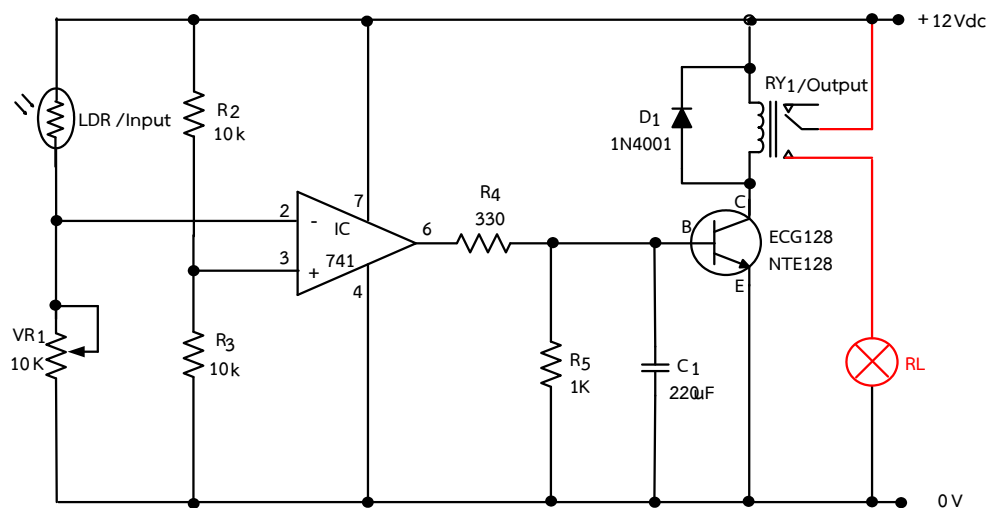 +12Vdc
LDR /Input
R2
10k
RY1/Output
D1
1N4001
2
-
7
IC
3
+
741
4
6
R4
330
C
B
E
ECG128
NTE128
VR1
10K
R3
10k
R5
1K
C1
220uF
RL
0V